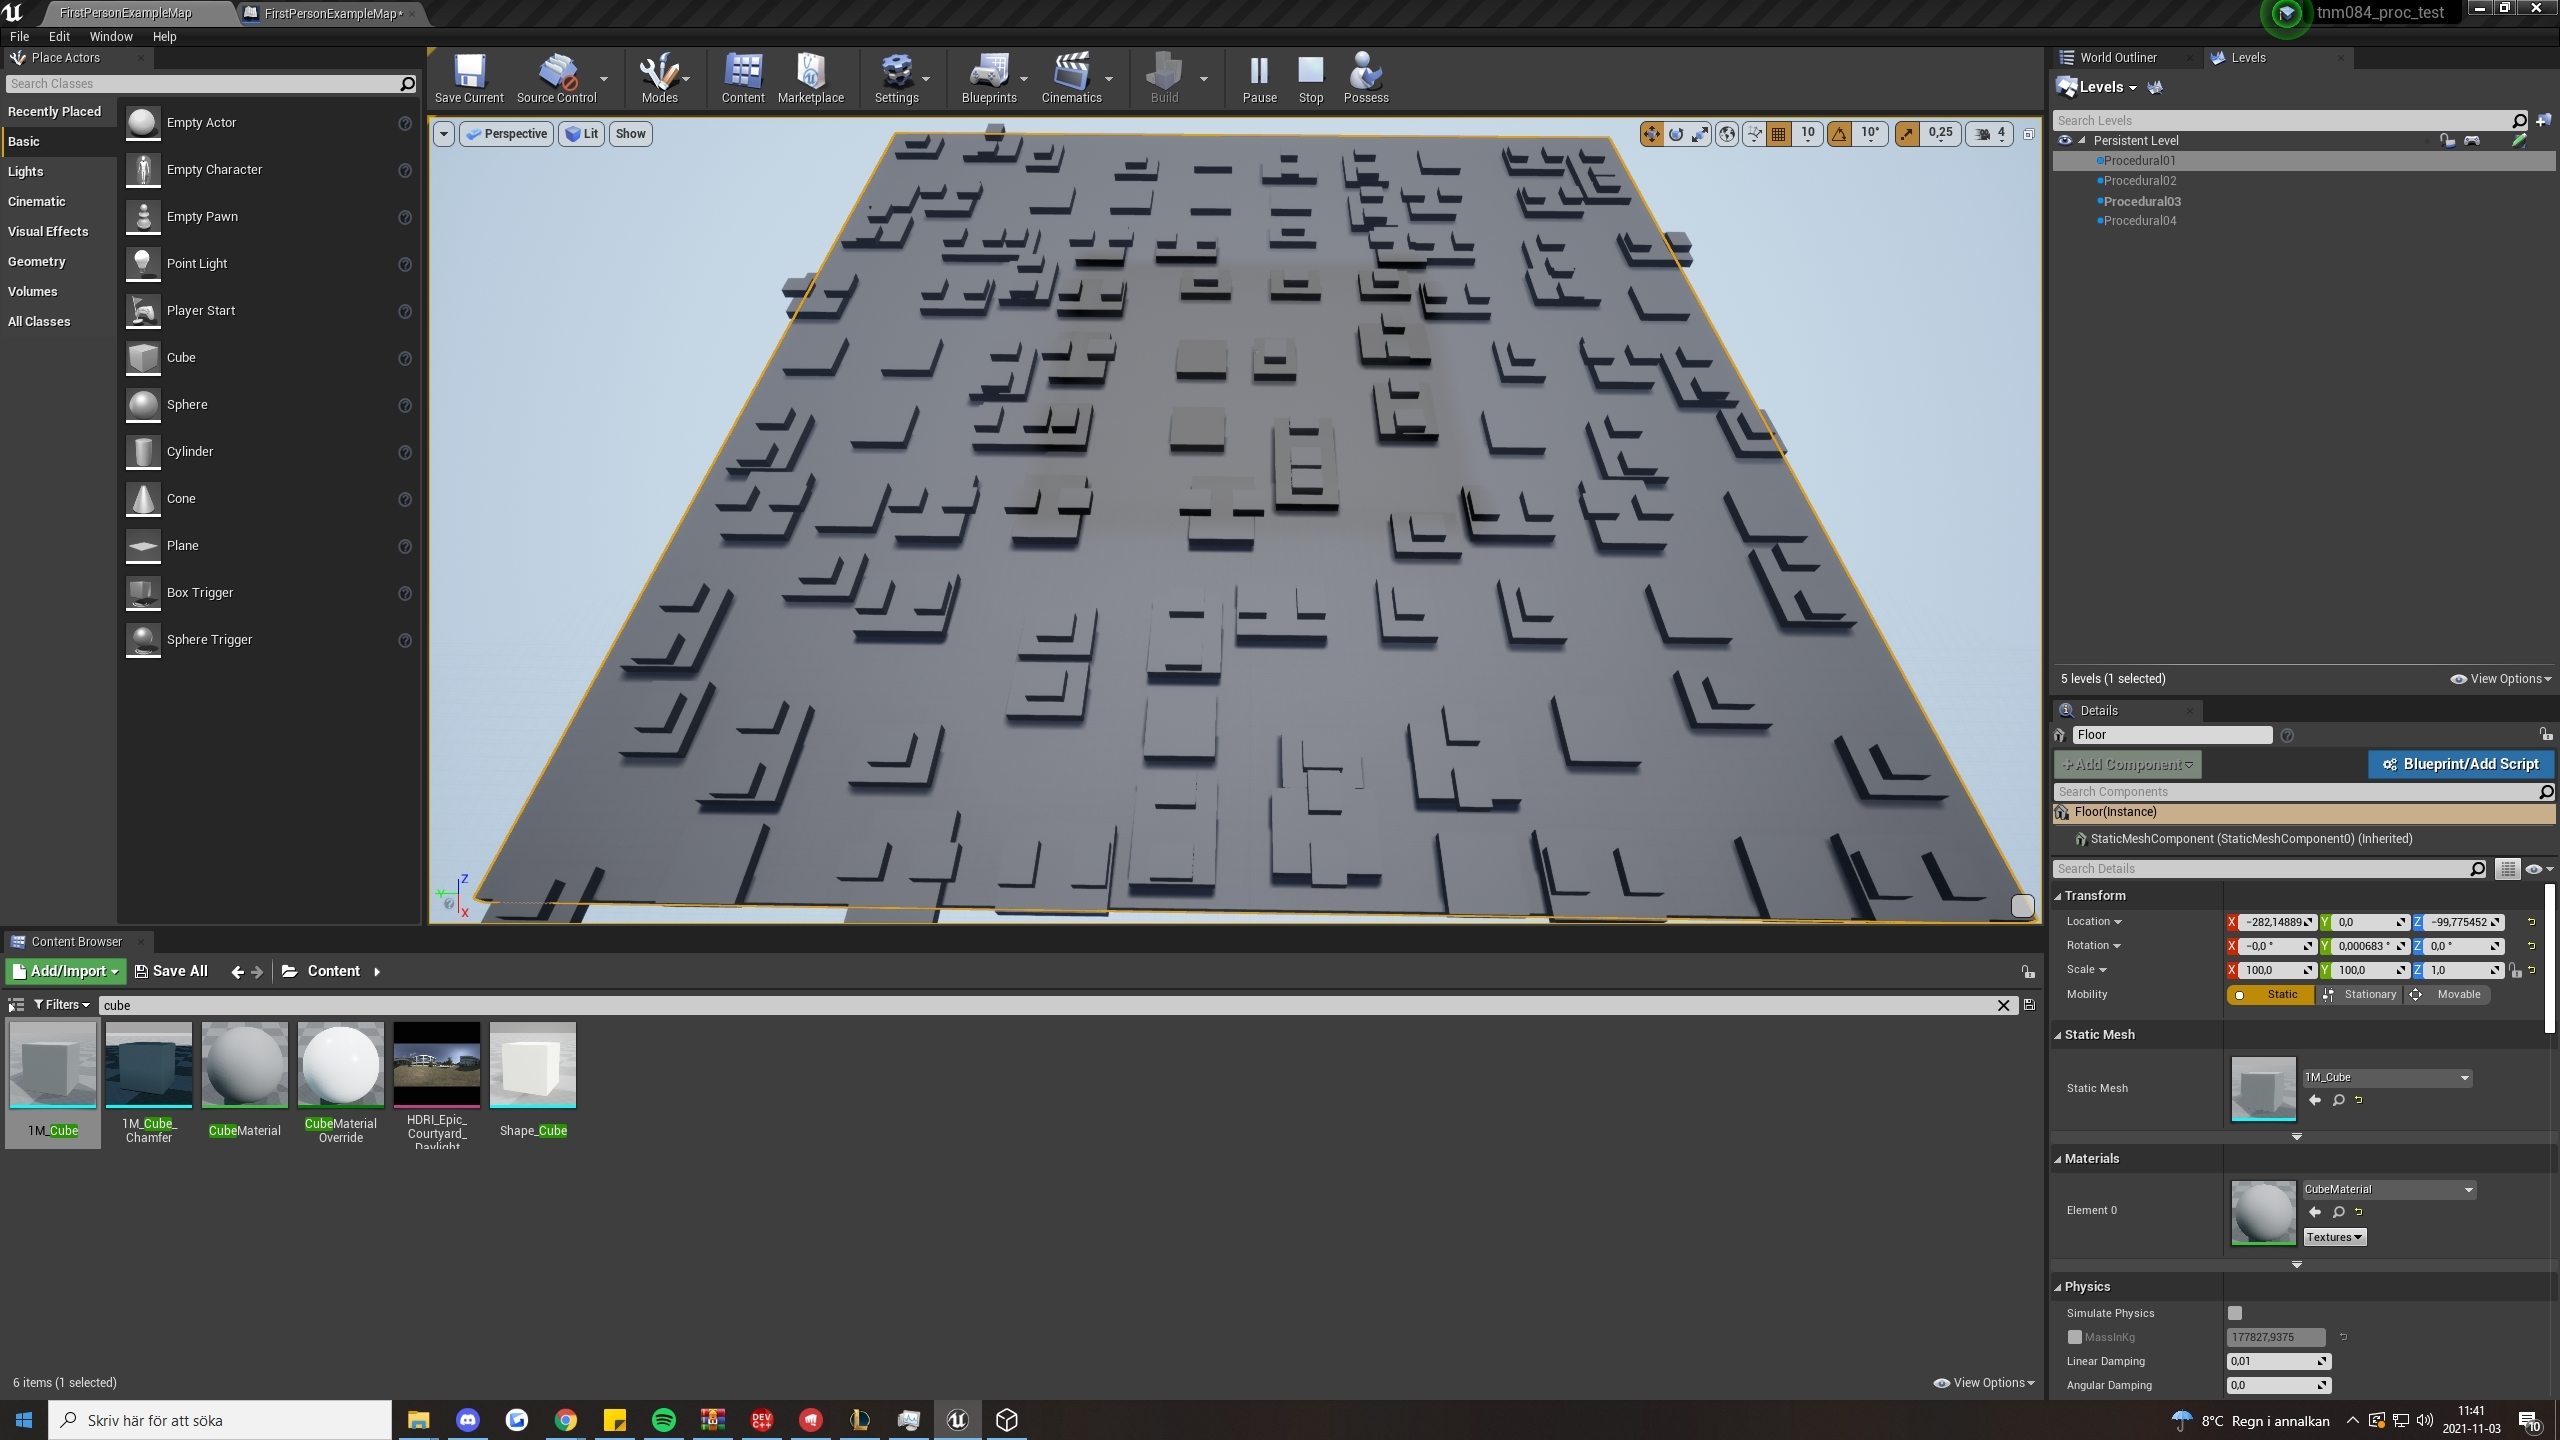 FirstPersonExampleMap
FirstPersonExampleMap*
tnm084_proc_test
File Edit Window Help
Place Actors
Search Classes
Recently Placed
Basic
Lights
Cinematic
Visual Effects
Geometry
Volumes
All Classes
Empty Actor
Empty Character
Empty Pawn
Point Light
Player Start
Cube
Sphere
Cylinder
Cone
Plane
Box Trigger
Sphere Trigger
Save Current
Source Control
Modes
Content
Marketplace
Settings
Blueprints
Cinematics
Build
Pause
Stop
Possess
Perspective
Lit
Show
10
10°
0,25
4
Z
Y
X
World Outliner
Levels
Levels
Search Levels
Persistent Level
Procedural01
Procedural02
Procedural03
Procedural04
5 levels (1 selected)
View Options
Details
Floor
+Add Component
Blueprint/Add Script
Search Components
Floor(Instance)
StaticMeshComponent (StaticMeshComponent0) (Inherited)
Search Details
Transform
Location X -282,14889 Y 0,0 Z -99,775452
Rotation X -0,0 ° Y 0,000683 ° Z 0,0 °
Scale X 100,0 Y 100,0 Z 1,0
Mobility Static Stationary Movable
Static Mesh
Static Mesh
1M_Cube
Materials
Element 0
CubeMaterial
Textures
Physics
Simulate Physics
MassInKg 177827,9375
Linear Damping 0,01
Angular Damping 0,0
Content Browser
Add/Import
Save All
Content
Filters
cube
1M_Cube
1M_Cube_
Chamfer
CubeMaterial
CubeMaterial
Override
HDRI_Epic_
Courtyard_
Daylight
Shape_Cube
6 items (1 selected)
View Options
Skriv här för att söka
DEV
C++
8°C Regn i annalkan
11:41
2021-11-03
10